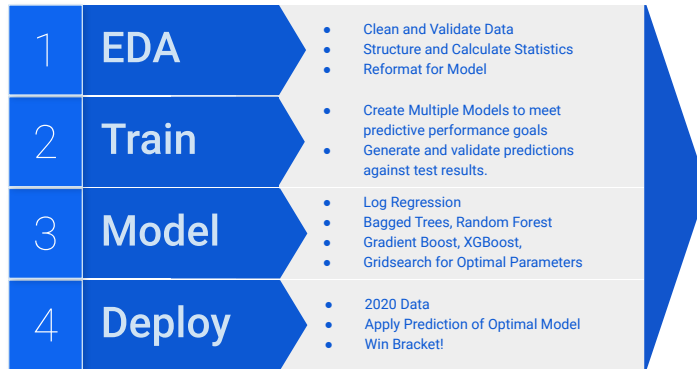 1
EDA
● Clean and Validate Data
● Structure and Calculate Statistics
● Reformat for Model
2
Train
● Create Multiple Models to meet
predictive performance goals
● Generate and validate predictions
against test results.
3
Model
● Log Regression
● Bagged Trees, Random Forest
● Gradient Boost, XGBoost,
● Gridsearch for Optimal Parameters
4
Deploy
● 2020 Data
● Apply Prediction of Optimal Model
● Win Bracket!